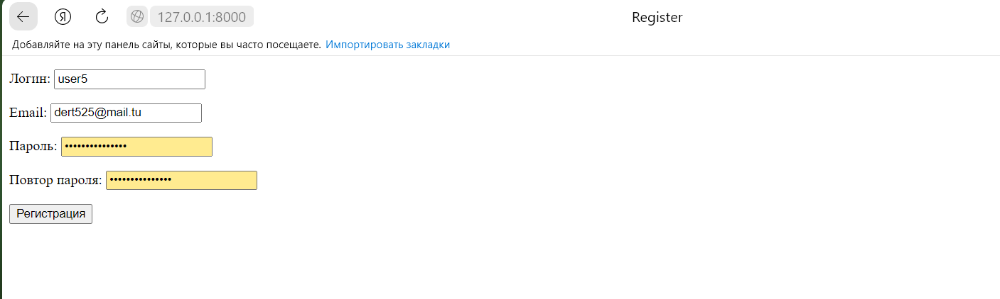 Я 127.0.0.1:8000 Register
Добавляйте на эту панель сайты, которые вы часто посещаете. Импортировать закладки
Логин: user5
Email: dert525@mail.tu
Пароль: •••••••••••••••
Повтор пароля: •••••••••••••••
Регистрация